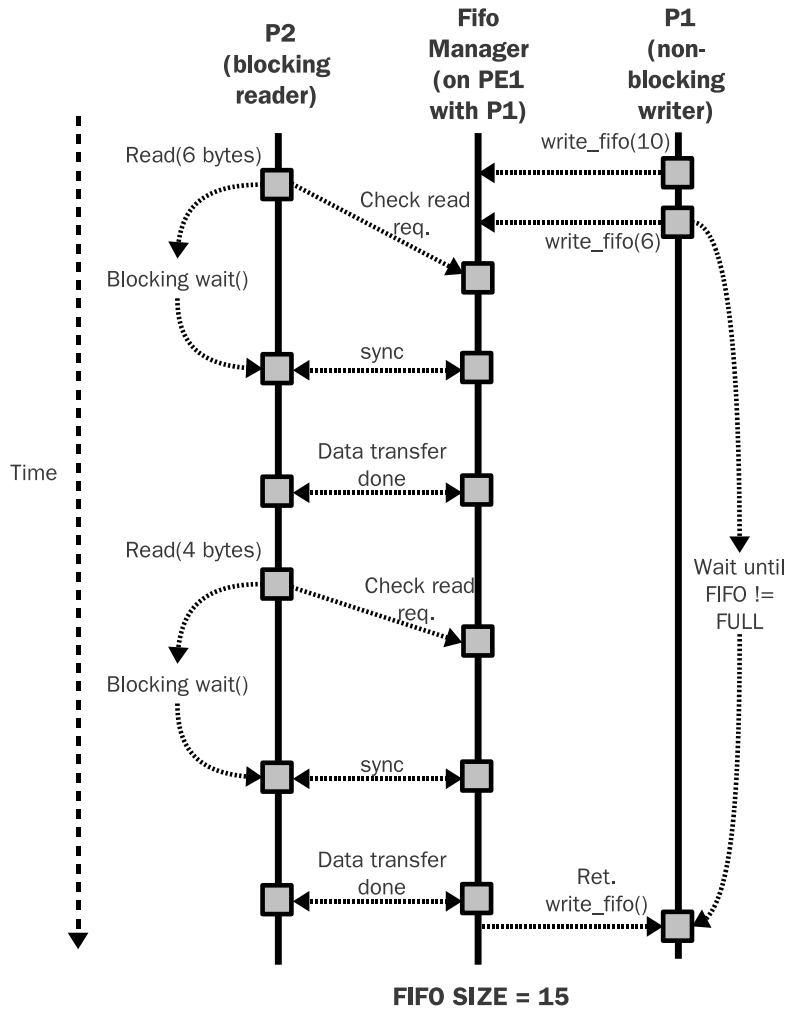 P2
(blocking
reader)
Fifo
Manager
(on PE1
with P1)
P1
(non-
blocking
writer)
Read(6 bytes)
write_fifo(10)
Check read
req.
write_fifo(6)
Blocking wait()
sync
Time
Data transfer
done
Read(4 bytes)
Check read
req.
Wait until
FIFO !=
FULL
Blocking wait()
sync
Data transfer
done
Ret.
write_fifo()
FIFO SIZE = 15